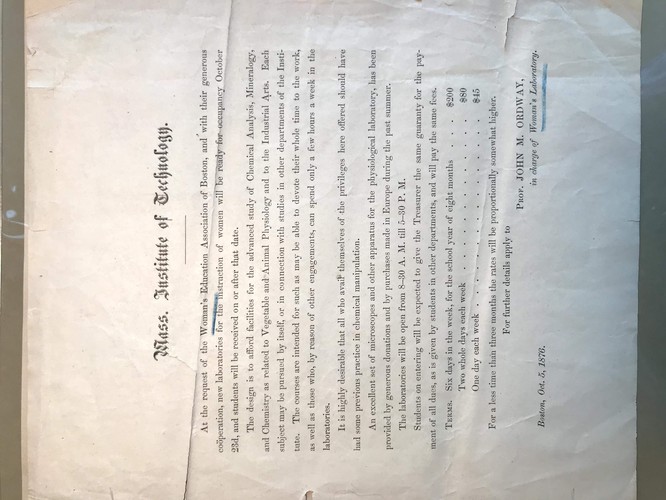 Mass. Institute of Technology.
At the request of the Woman's Education Association of Boston, and with their generous
coöperation, new laboratories for the instruction of women will be ready for occupancy October
23d, and students will be received on or after that date.
The design is to afford facilities for the advanced study of Chemical Analysis, Mineralogy,
and Chemistry as related to Vegetable and Animal Physiology and to the Industrial Arts. Each
subject may be pursued by itself, or in connection with studies in other departments of the Insti-
tute. The courses are intended for such as may be able to devote their whole time to the work,
as well as those who, by reason of other engagements, can spend only a few hours a week in the
laboratories.
It is highly desirable that all who avail themselves of the privileges here offered should have
had some previous practice in chemical manipulation.
An excellent set of microscopes and other apparatus for the physiological laboratory, has been
provided by generous donations and by purchases made in Europe during the past summer.
The laboratories will be open from 8–30 A. M. till 5–30 P. M.
Students on entering will be expected to give the Treasurer the same guaranty for the pay-
ment of all dues, as is given by students in other departments, and will pay the same fees.
TERMS. Six days in the week, for the school year of eight months . . . $200
Two whole days each week . . . . . . . . . $80
One day each week . . . . . . . . . . . $45
For a less time than three months the rates will be proportionally somewhat higher.
For further details apply to
PROF. JOHN M. ORDWAY,
in charge of Woman's Laboratory.
Boston, Oct. 5, 1876.